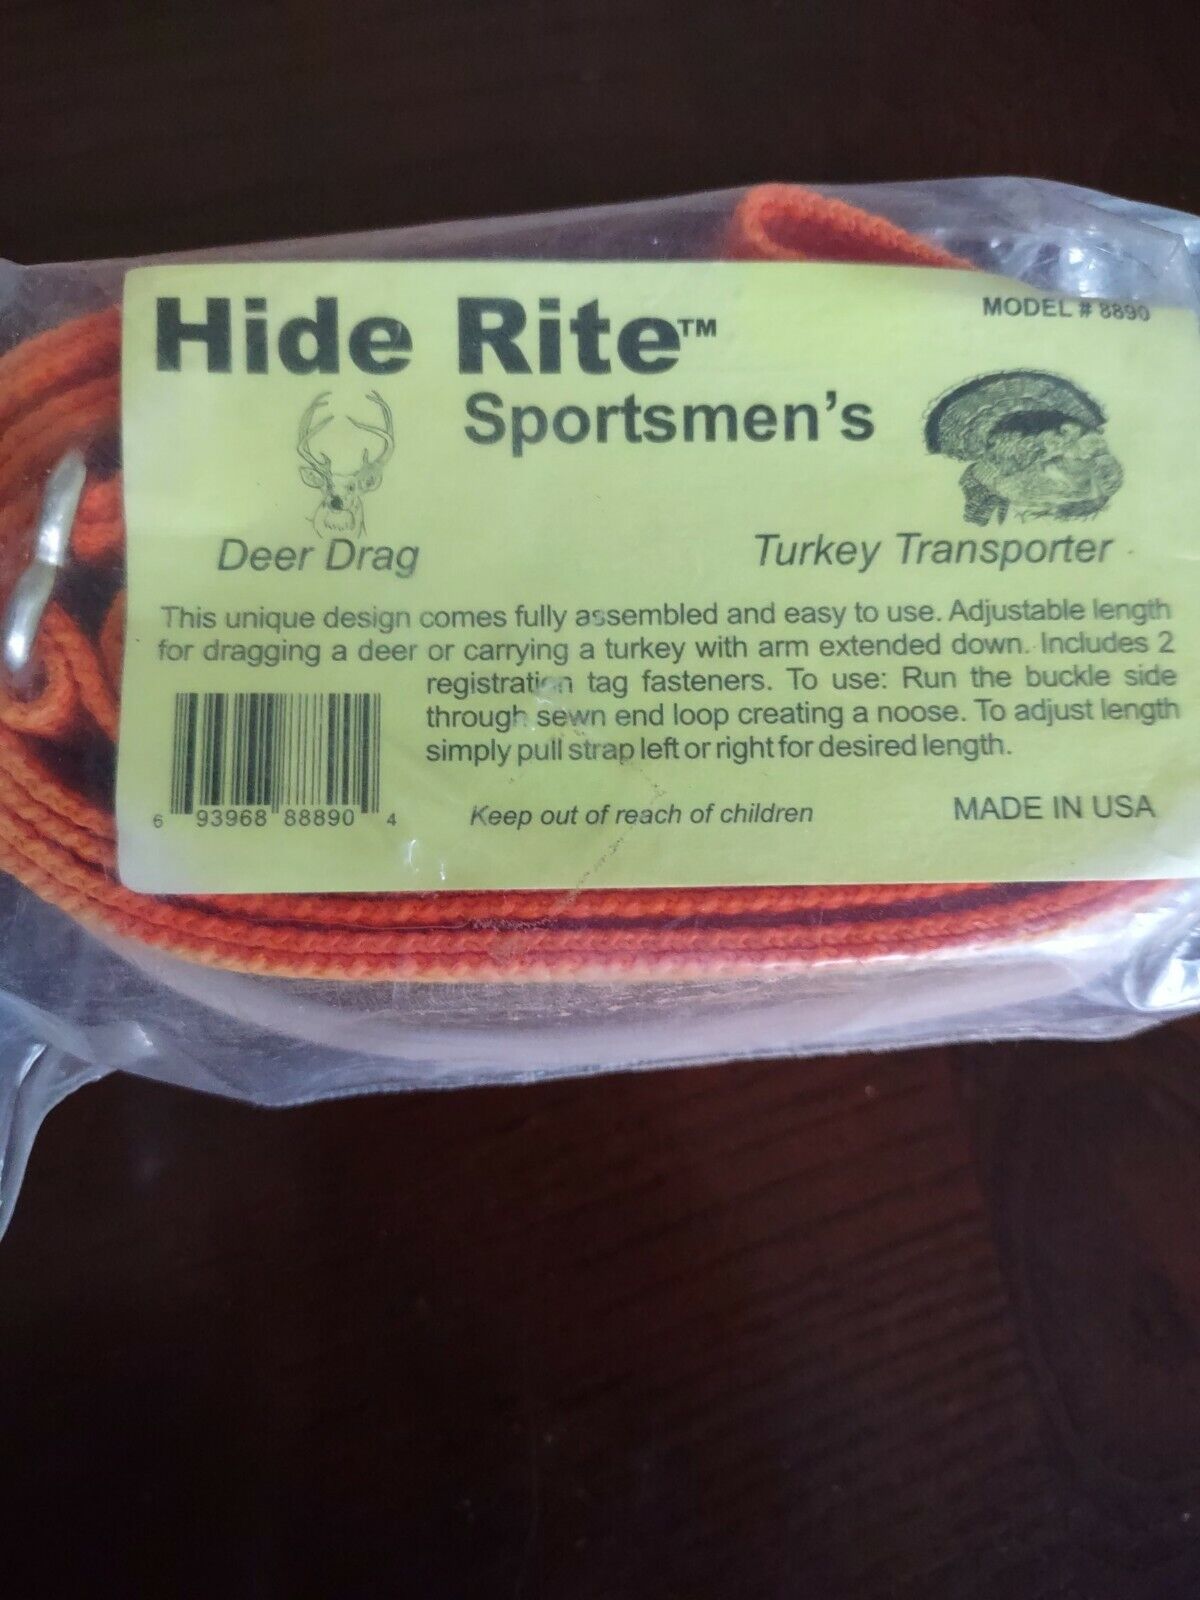 Hide Rite™
MODEL # 8890
Sportsmen's
Deer Drag
Turkey Transporter
This unique design comes fully assembled and easy to use. Adjustable length
for dragging a deer or carrying a turkey with arm extended down. Includes 2
registration tag fasteners. To use: Run the buckle side
through sewn end loop creating a noose. To adjust length
simply pull strap left or right for desired length.
6 93968 88890 4
Keep out of reach of children
MADE IN USA